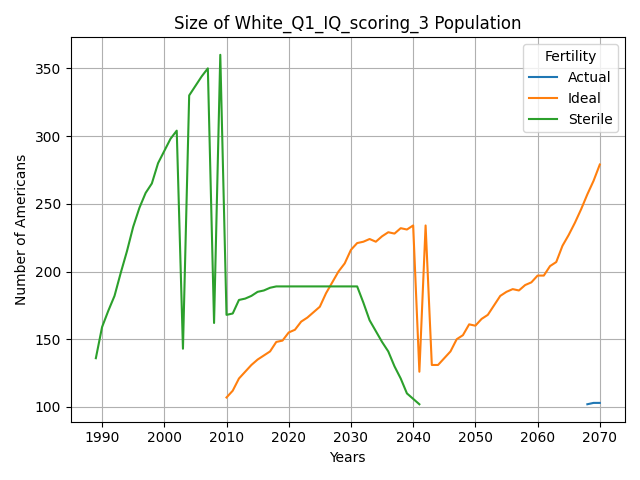 Size of White_Q1_IQ_scoring_3 Population
Fertility
Actual
Ideal
Sterile
Number of Americans
350
300
250
200
150
100
1990 2000 2010 2020 2030 2040 2050 2060 2070
Years